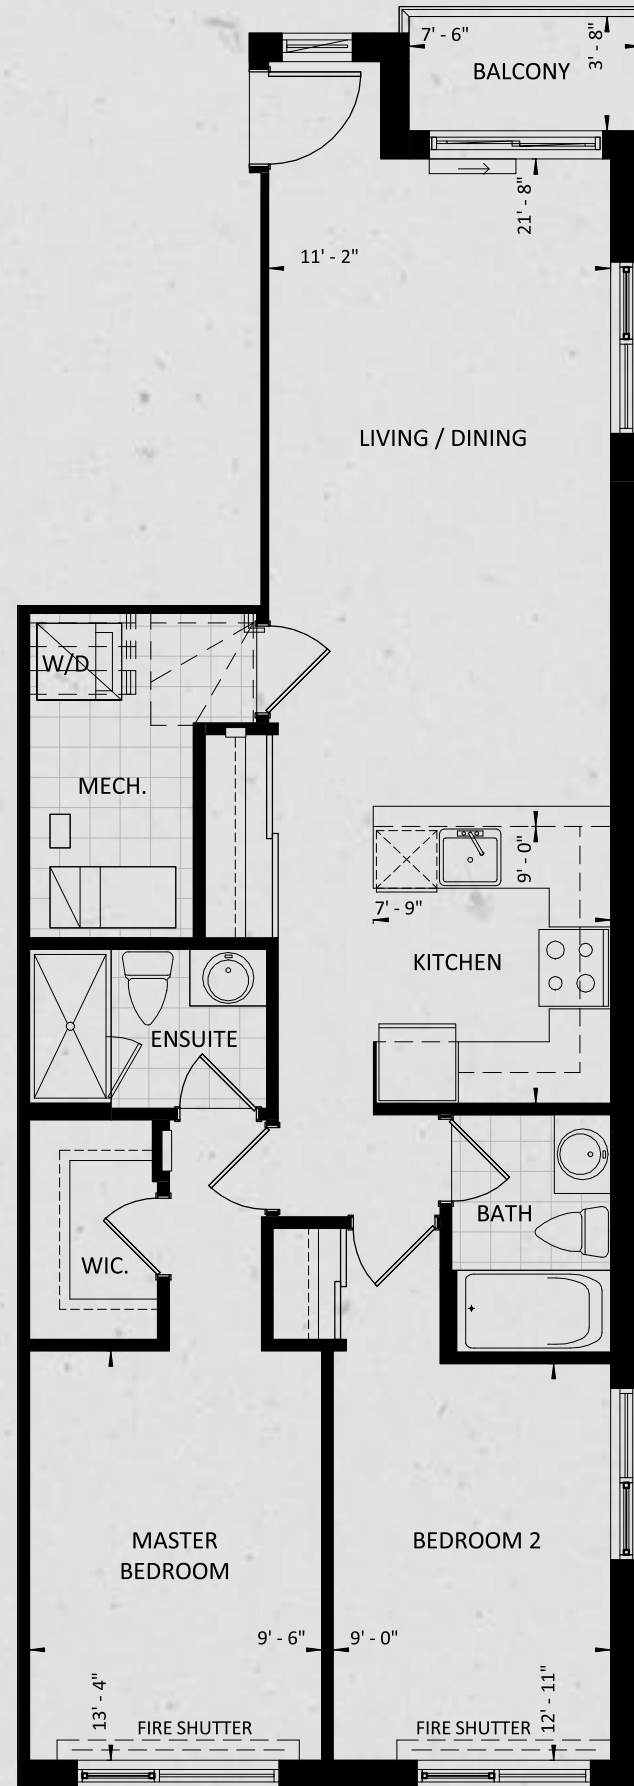 7' - 6"
3' - 8"
BALCONY
21' - 8"
11' - 2"
LIVING / DINING
W/D
MECH.
9' - 0"
7' - 9"
KITCHEN
ENSUITE
BATH
WIC.
MASTER
BEDROOM
BEDROOM 2
9' - 6"
9' - 0"
13' - 4"
12' - 11"
FIRE SHUTTER
FIRE SHUTTER